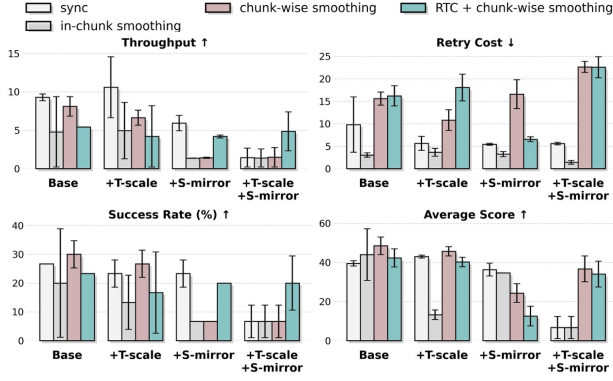 sync
in-chunk smoothing
chunk-wise smoothing
RTC + chunk-wise smoothing
Throughput ↑
15
10
5
0
Base
+T-scale
+S-mirror
+T-scale
+S-mirror
Retry Cost ↓
25
20
15
10
5
0
Base
+T-scale
+S-mirror
+T-scale
+S-mirror
Success Rate (%) ↑
40
30
20
10
0
Base
+T-scale
+S-mirror
+T-scale
+S-mirror
Average Score ↑
60
40
20
0
Base
+T-scale
+S-mirror
+T-scale
+S-mirror